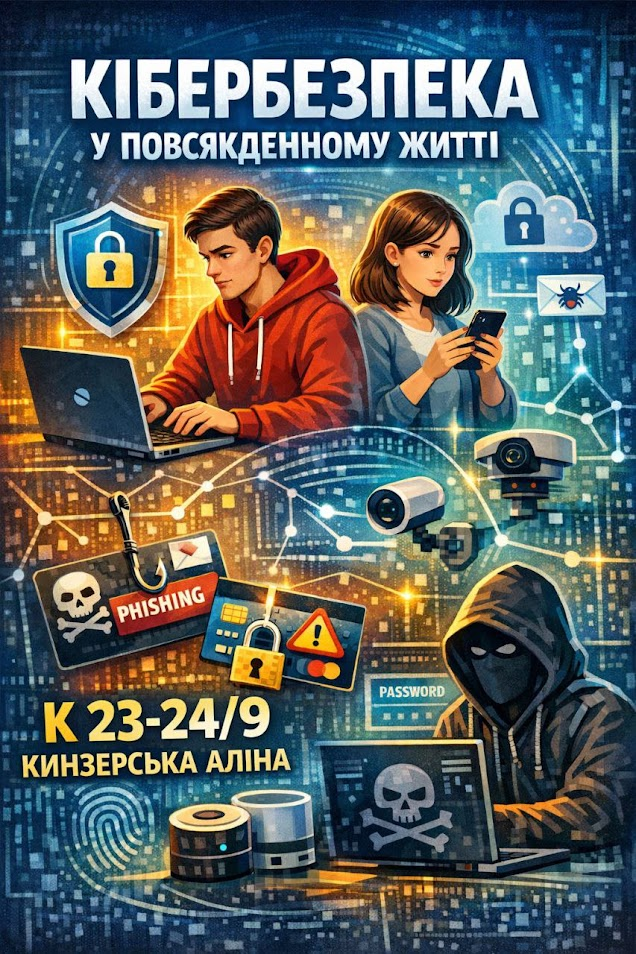 КІБЕРБЕЗПЕКА
У ПОВСЯКДЕННОМУ ЖИТТІ
PHISHING
PASSWORD
К 23-24/9
КИНЗЕРСЬКА АЛІНА